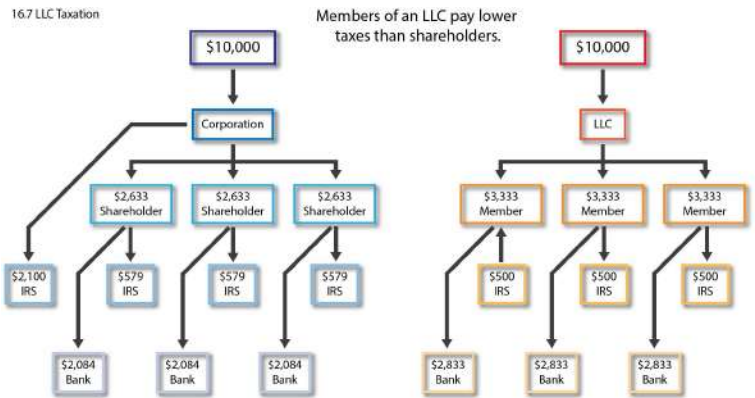 16.7 LLC Taxation
Members of an LLC pay lower
taxes than shareholders.
$10,000
$10,000
Corporation
LLC
$2,633
Shareholder
$2,633
Shareholder
$2,633
Shareholder
$3,333
Member
$3,333
Member
$3,333
Member
$2,100
IRS
$579
IRS
$579
IRS
$579
IRS
$500
IRS
$500
IRS
$500
IRS
$2,084
Bank
$2,084
Bank
$2,084
Bank
$2,833
Bank
$2,833
Bank
$2,833
Bank